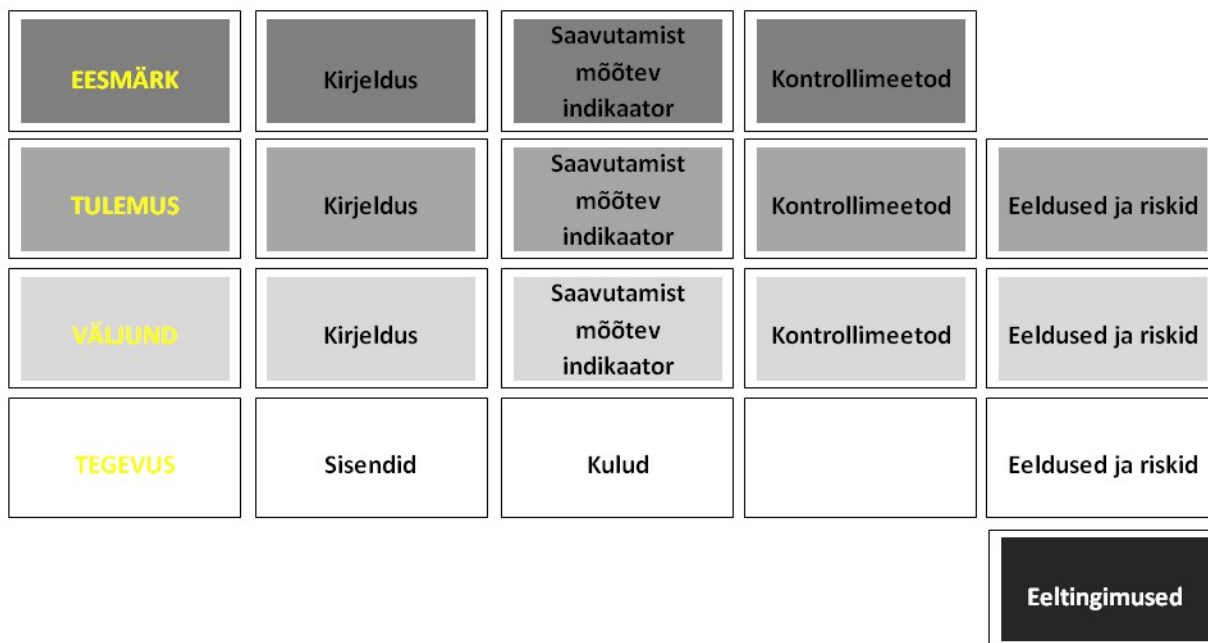 EESMÄRK
Kirjeldus
Saavutamist
mõõtev
indikaator
Kontrollimeetod
TULEMUS
Kirjeldus
Saavutamist
mõõtev
indikaator
Kontrollimeetod
Eeldused ja riskid
VÄLJUND
Kirjeldus
Saavutamist
mõõtev
indikaator
Kontrollimeetod
Eeldused ja riskid
TEGEVUS
Sisendid
Kulud
Eeldused ja riskid
Eeltingimused